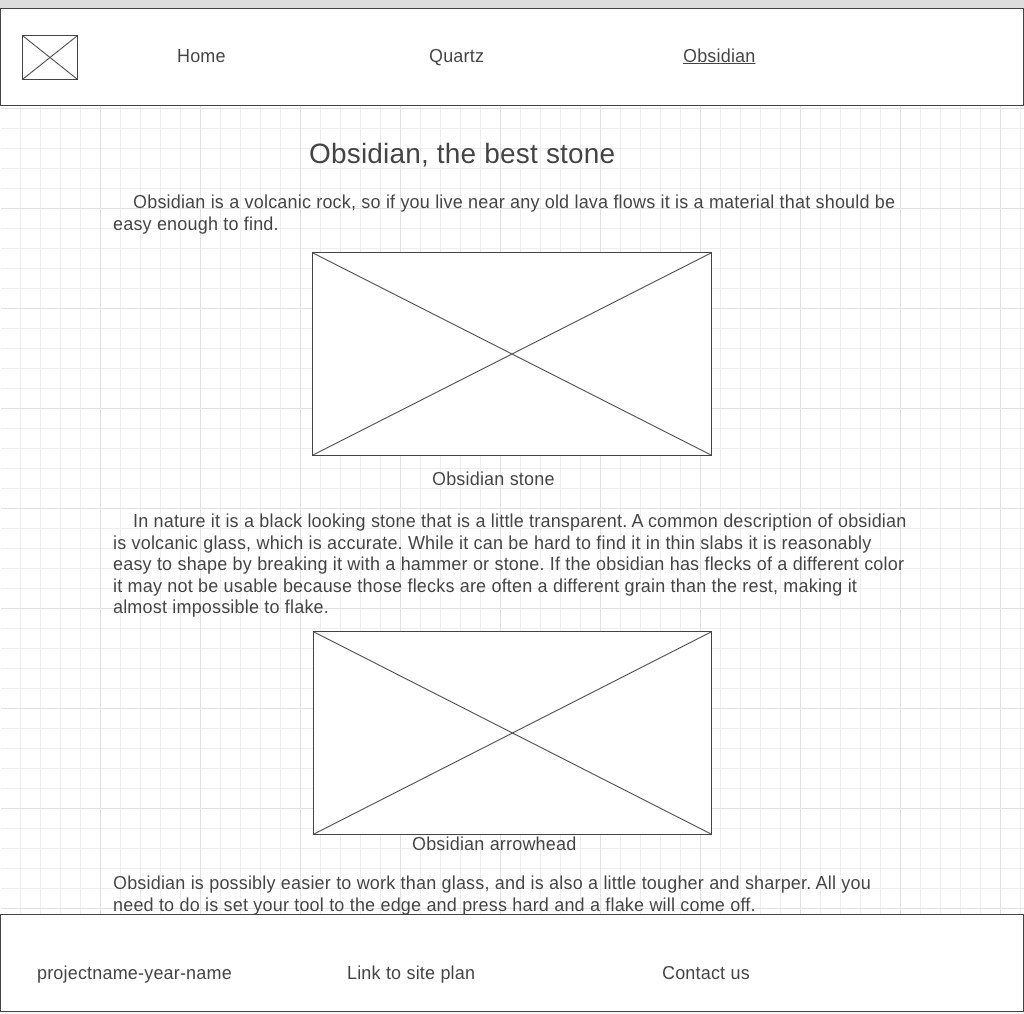 Home Quartz Obsidian
Obsidian, the best stone
Obsidian is a volcanic rock, so if you live near any old lava flows it is a material that should be
easy enough to find.
Obsidian stone
In nature it is a black looking stone that is a little transparent. A common description of obsidian
is volcanic glass, which is accurate. While it can be hard to find it in thin slabs it is reasonably
easy to shape by breaking it with a hammer or stone. If the obsidian has flecks of a different color
it may not be usable because those flecks are often a different grain than the rest, making it
almost impossible to flake.
Obsidian arrowhead
Obsidian is possibly easier to work than glass, and is also a little tougher and sharper. All you
need to do is set your tool to the edge and press hard and a flake will come off.
projectname-year-name Link to site plan Contact us